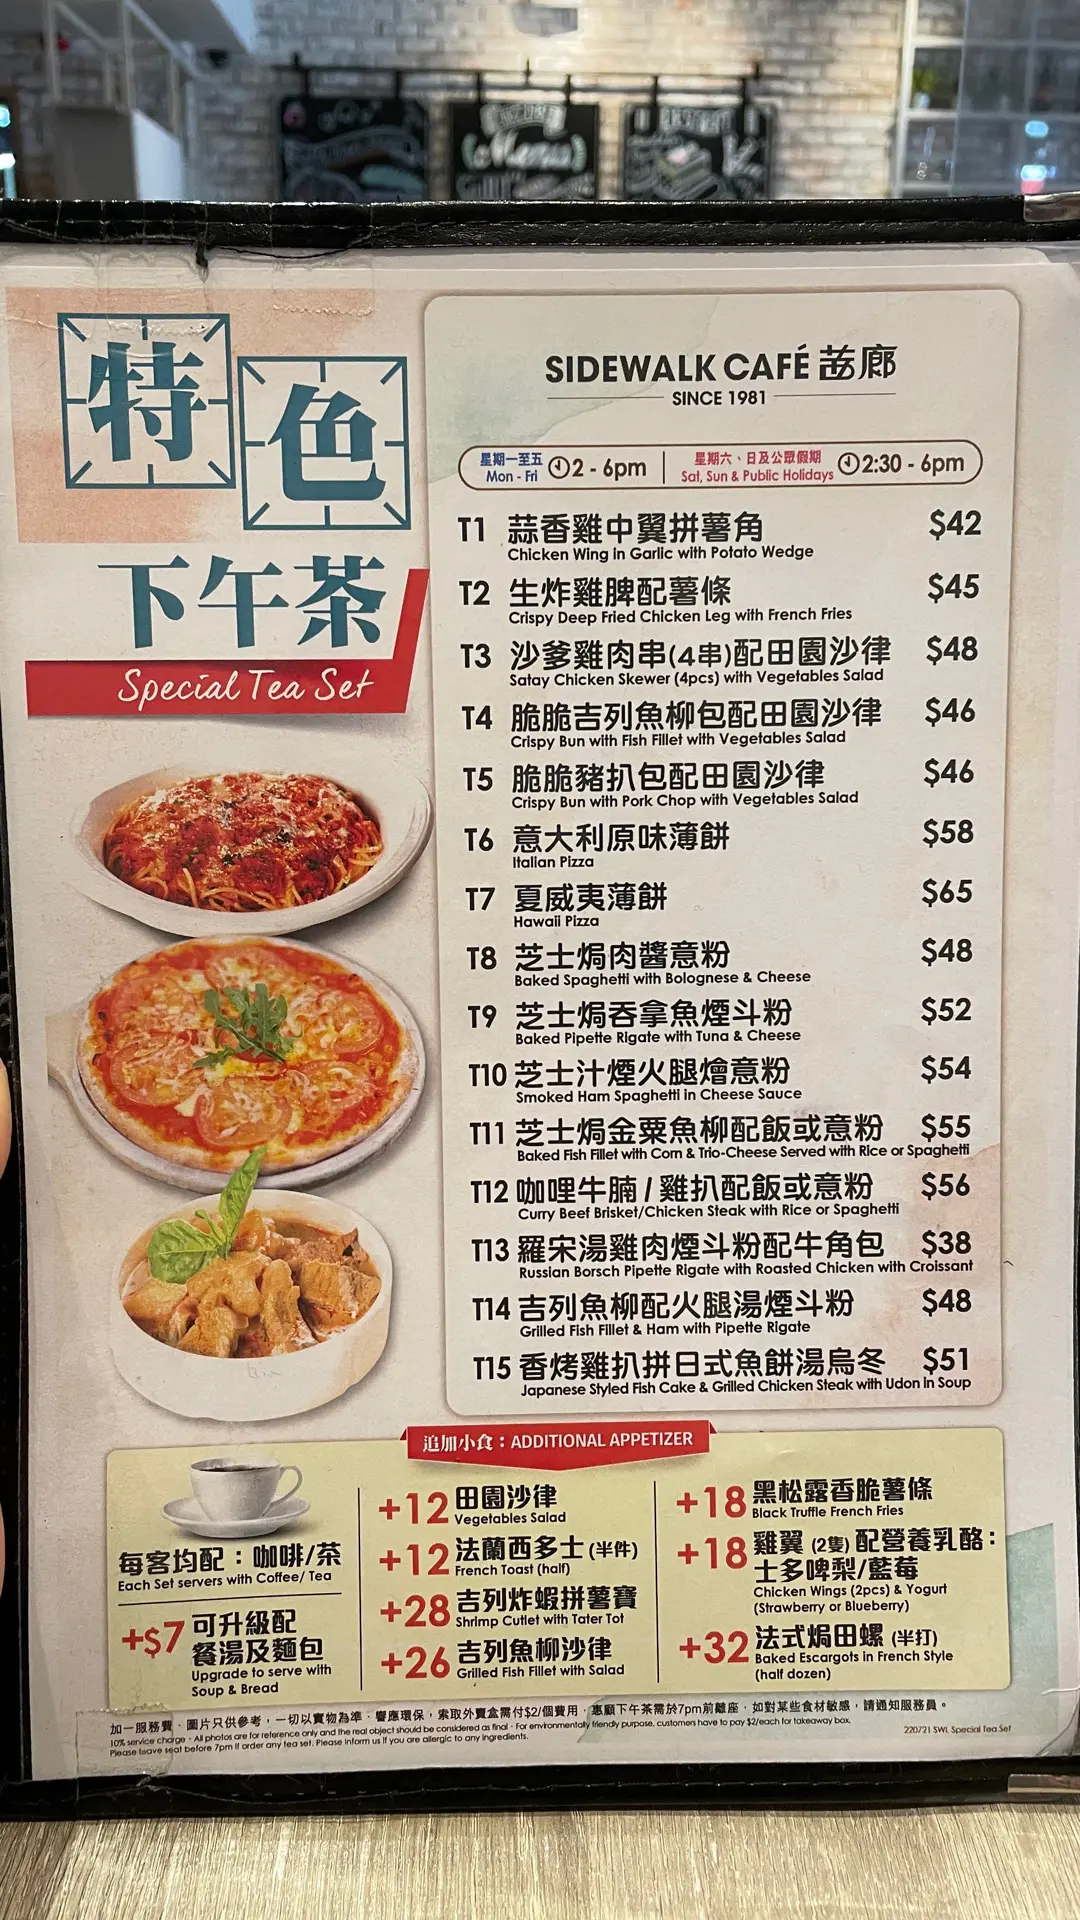 特色
下午茶
Special Tea Set
SIDEWALK CAFÉ 茜廊
SINCE 1981
星期一至五 Mon - Fri 2 - 6pm
星期六、日及公眾假期 Sat, Sun & Public Holidays 2:30 - 6pm
T1 蒜香雞中翼拼薯角 $42
Chicken Wing in Garlic with Potato Wedge
T2 生炸雞脾配薯條 $45
Crispy Deep Fried Chicken Leg with French Fries
T3 沙爹雞肉串(4串)配田園沙律 $48
Satay Chicken Skewer (4pcs) with Vegetables Salad
T4 脆脆吉列魚柳包配田園沙律 $46
Crispy Bun with Fish Fillet with Vegetables Salad
T5 脆脆豬扒包配田園沙律 $46
Crispy Bun with Pork Chop with Vegetables Salad
T6 意大利原味薄餅 $58
Italian Pizza
T7 夏威夷薄餅 $65
Hawaii Pizza
T8 芝士焗肉醬意粉 $48
Baked Spaghetti with Bolognese & Cheese
T9 芝士焗吞拿魚煙斗粉 $52
Baked Pipette Rigate with Tuna & Cheese
T10 芝士汁煙火腿燴意粉 $54
Smoked Ham Spaghetti in Cheese Sauce
T11 芝士焗金粟魚柳配飯或意粉 $55
Baked Fish Fillet with Corn & Trio-Cheese Served with Rice or Spaghetti
T12 咖哩牛腩 / 雞扒配飯或意粉 $56
Curry Beef Brisket/Chicken Steak with Rice or Spaghetti
T13 羅宋湯雞肉煙斗粉配牛角包 $38
Russian Borsch Pipette Rigate with Roasted Chicken with Croissant
T14 吉列魚柳配火腿湯煙斗粉 $48
Grilled Fish Fillet & Ham with Pipette Rigate
T15 香烤雞扒拼日式魚餅湯烏冬 $51
Japanese Styled Fish Cake & Grilled Chicken Steak with Udon in Soup
追加小食：ADDITIONAL APPETIZER
每客均配：咖啡/茶
Each Set servers with Coffee/ Tea
+$7 可升級配
餐湯及麵包
Upgrade to serve with
Soup & Bread
+12 田園沙律
Vegetables Salad
+12 法蘭西多士 (半件)
French Toast (half)
+28 吉列炸蝦拼薯寶
Shrimp Cutlet with Tater Tot
+26 吉列魚柳沙律
Grilled Fish Fillet with Salad
+18 黑松露香脆薯條
Black Truffle French Fries
+18 雞翼 (2隻) 配營養乳酪：
士多啤梨/藍莓
Chicken Wings (2pcs) & Yogurt
(Strawberry or Blueberry)
+32 法式焗田螺 (半打)
Baked Escargots in French Style
(half dozen)
加一服務費．圖片只供參考，一切以實物為準．響應環保，索取外賣盒需付$2/個費用．惠顧下午茶需於7pm前離座．如對某些食材敏感，請通知服務員。
10% service charge · All photos are for reference only and the real object should be considered as final · For environmentally friendly purpose, customers have to pay $2/each for takeaway box.
Please leave seat before 7pm if order any tea set. Please inform us if you are allergic to any ingredients.
220721 SWL Special Tea Set